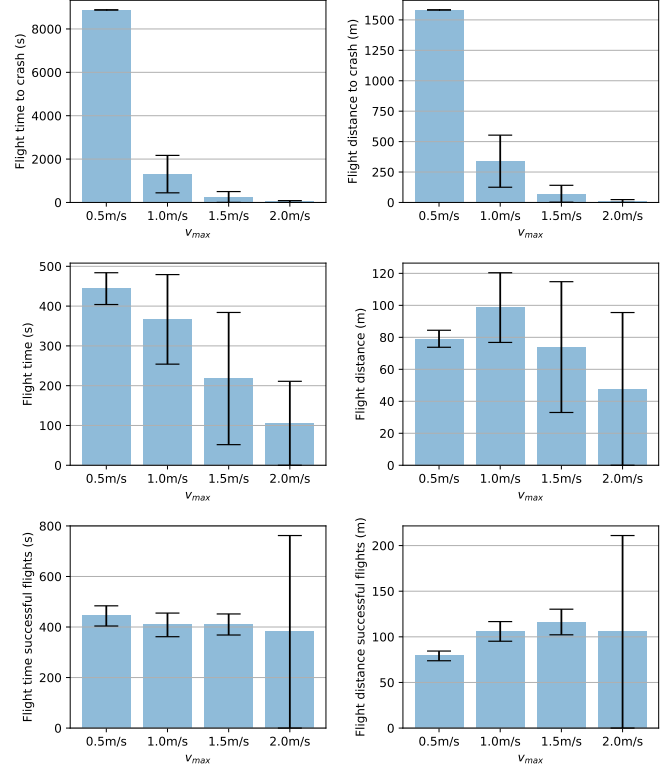 Flight time to crash (s)
8000
6000
4000
2000
0
0.5m/s 1.0m/s 1.5m/s 2.0m/s
v_max
Flight distance to crash (m)
1500
1250
1000
750
500
250
0
0.5m/s 1.0m/s 1.5m/s 2.0m/s
v_max
Flight time (s)
500
400
300
200
100
0
0.5m/s 1.0m/s 1.5m/s 2.0m/s
v_max
Flight distance (m)
120
100
80
60
40
20
0
0.5m/s 1.0m/s 1.5m/s 2.0m/s
v_max
Flight time successful flights (s)
800
600
400
200
0
0.5m/s 1.0m/s 1.5m/s 2.0m/s
v_max
Flight distance successful flights (m)
200
150
100
50
0
0.5m/s 1.0m/s 1.5m/s 2.0m/s
v_max